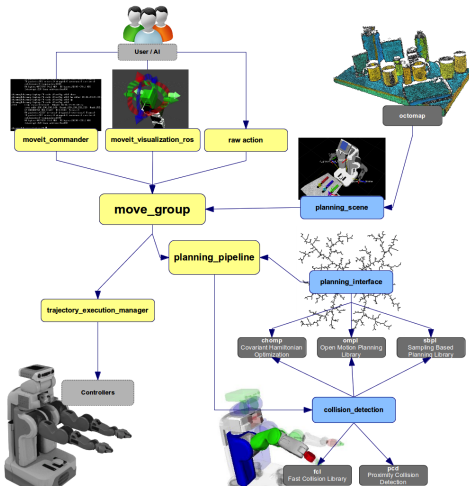 User / AI
moveit_commander
moveit_visualization_ros
raw action
octomap
move_group
planning_scene
planning_pipeline
planning_interface
trajectory_execution_manager
chomp
Covariant Hamiltonian
Optimization
ompl
Open Motion Planning
Library
sbpl
Sampling Based
Planning Library
Controllers
collision_detection
fcl
Fast Collision Library
pcd
Proximity Collision
Detection